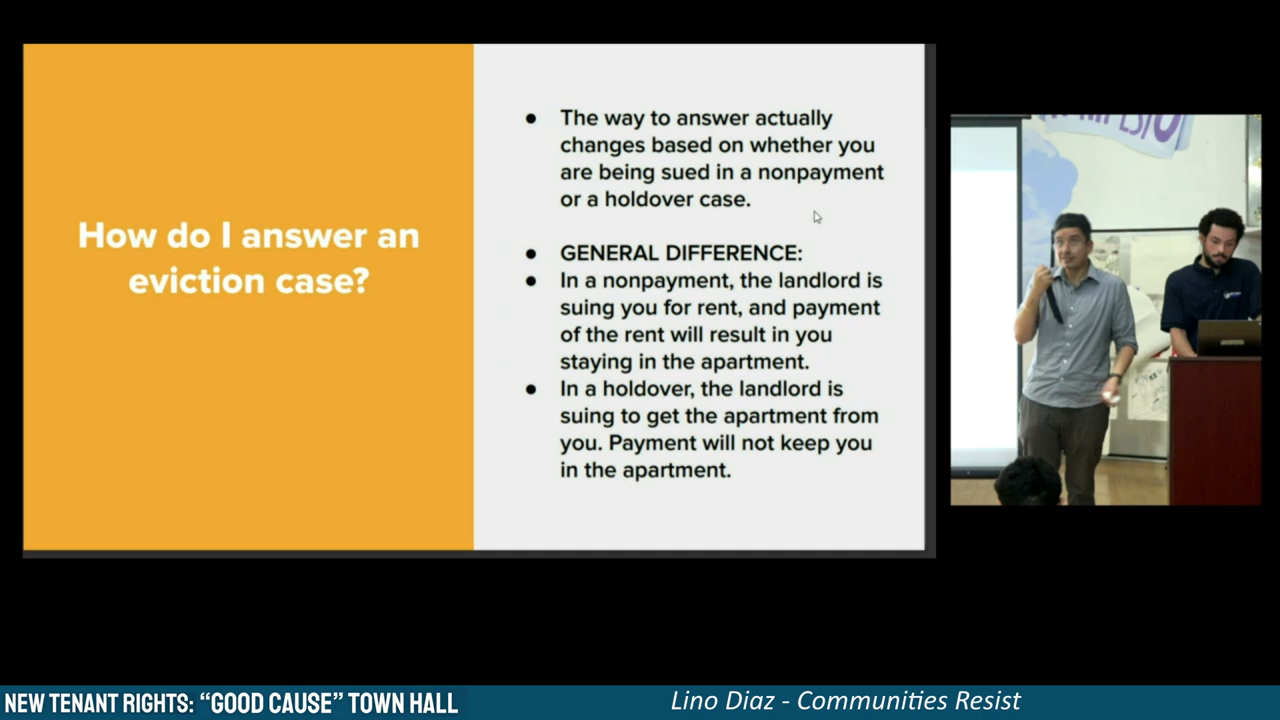 How do I answer an
eviction case?
● The way to answer actually
changes based on whether you
are being sued in a nonpayment
or a holdover case.
● GENERAL DIFFERENCE:
● In a nonpayment, the landlord is
suing you for rent, and payment
of the rent will result in you
staying in the apartment.
● In a holdover, the landlord is
suing to get the apartment from
you. Payment will not keep you
in the apartment.
NEW TENANT RIGHTS: “GOOD CAUSE” TOWN HALL
Lino Diaz - Communities Resist